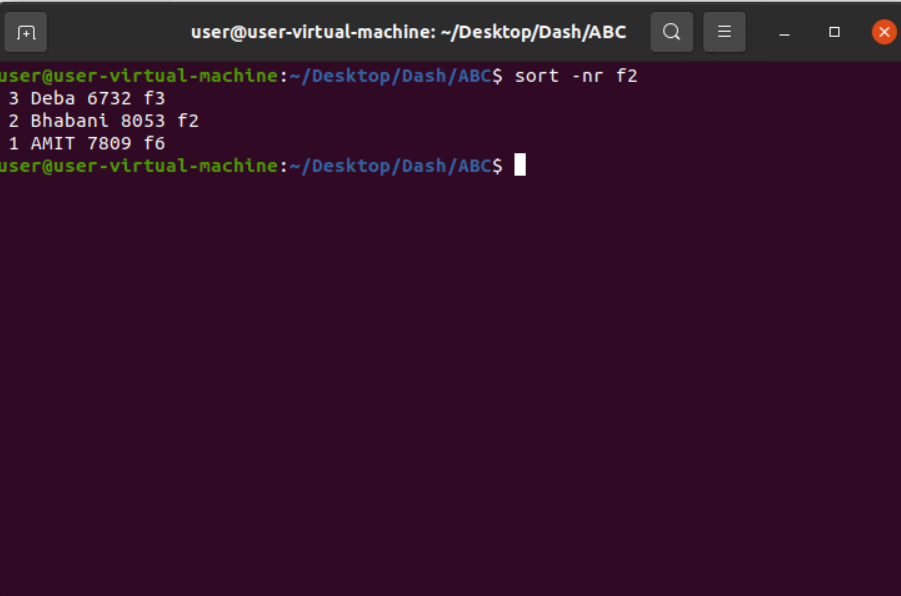 user@user-virtual-machine: ~/Desktop/Dash/ABC
user@user-virtual-machine:~/Desktop/Dash/ABC$ sort -nr f2
3 Deba 6732 f3
2 Bhabani 8053 f2
1 AMIT 7809 f6
user@user-virtual-machine:~/Desktop/Dash/ABC$